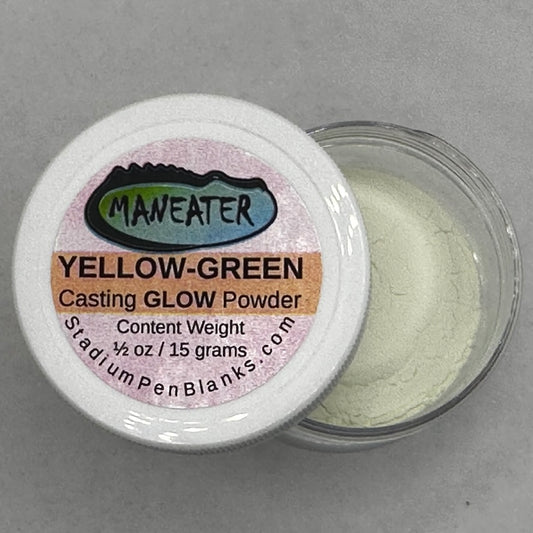 MANEATER
YELLOW-GREEN
Casting GLOW Powder
Content Weight
½ oz / 15 grams
StadiumPenBlanks.com